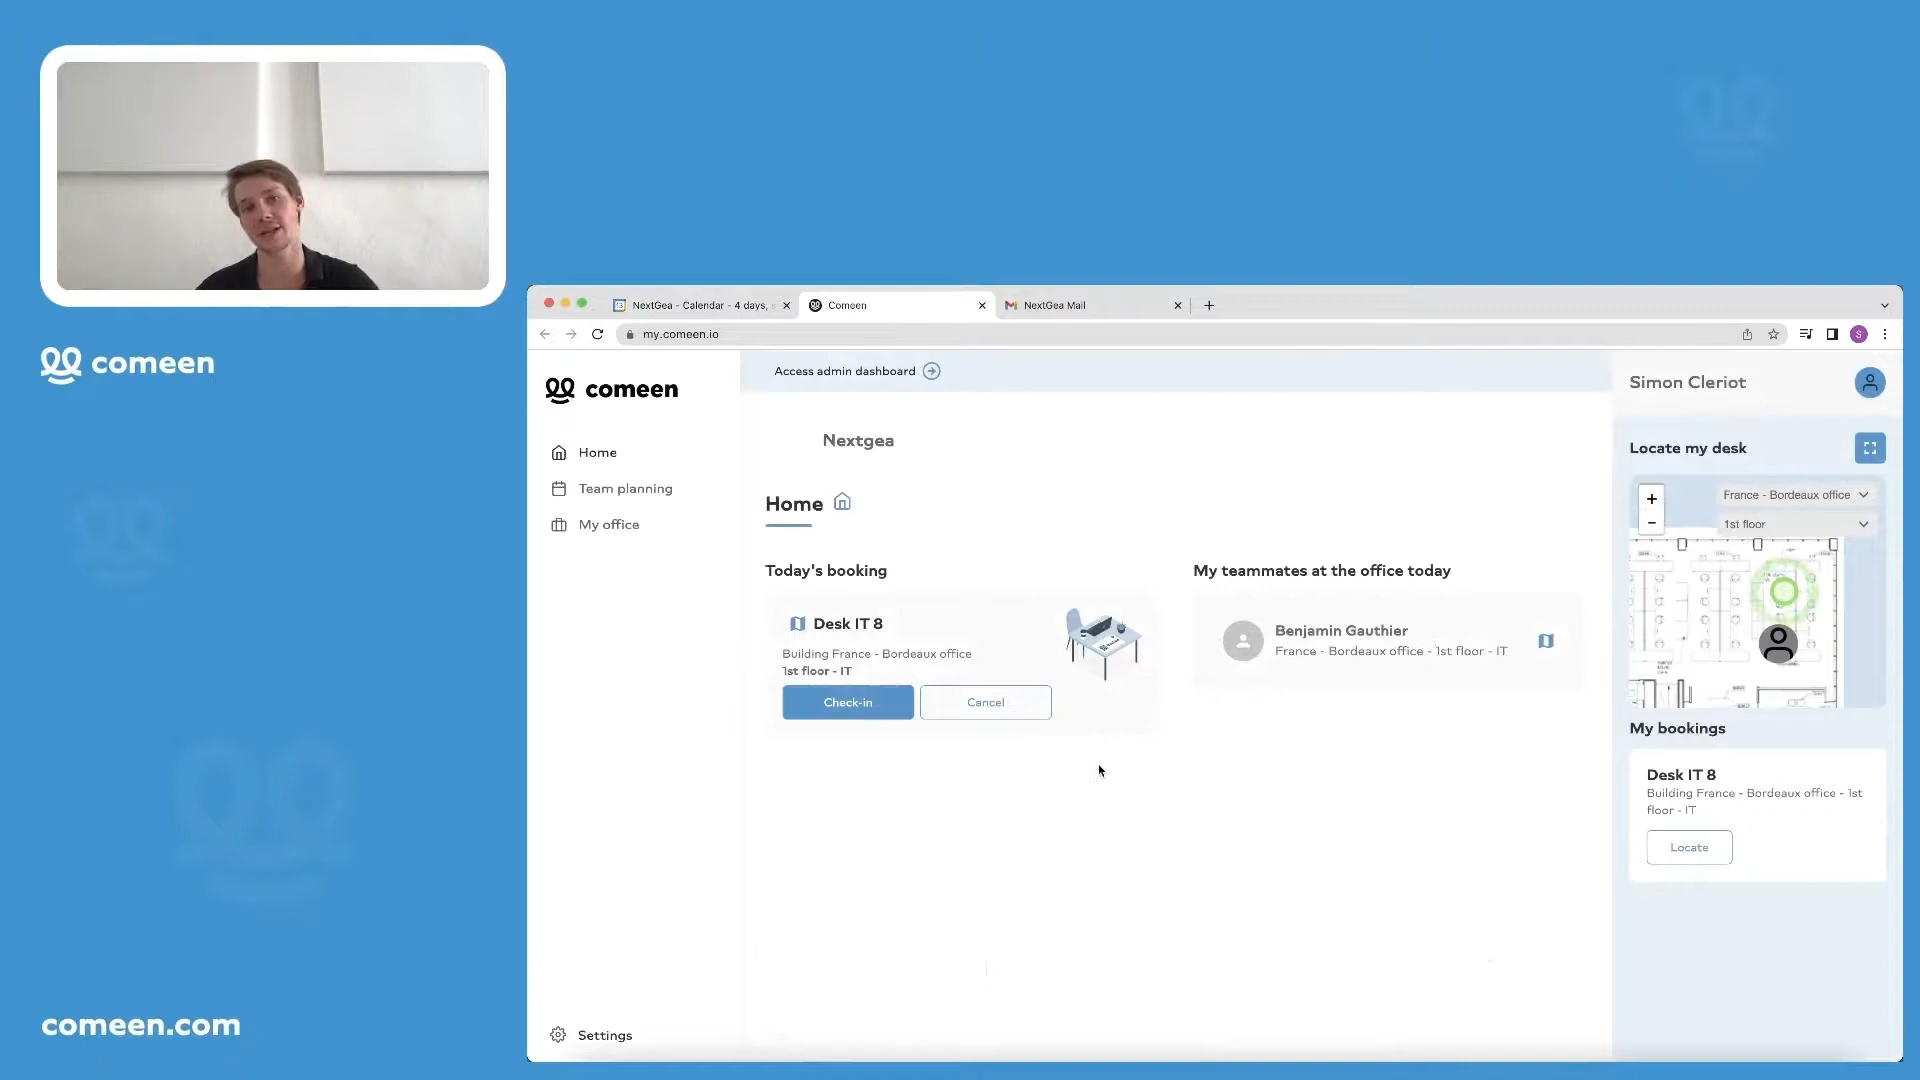 comeen
comeen.com
NextGea - Calendar - 4 days,
Comeen
NextGea Mail
my.comeen.io
S
comeen
Home
Team planning
My office
Settings
Access admin dashboard
Nextgea
Home
Today's booking
Desk IT 8
Building France - Bordeaux office
1st floor - IT
Check-in
Cancel
My teammates at the office today
Benjamin Gauthier
France - Bordeaux office - 1st floor - IT
Simon Cleriot
Locate my desk
+
-
France - Bordeaux office
1st floor
My bookings
Desk IT 8
Building France - Bordeaux office - 1st
floor - IT
Locate